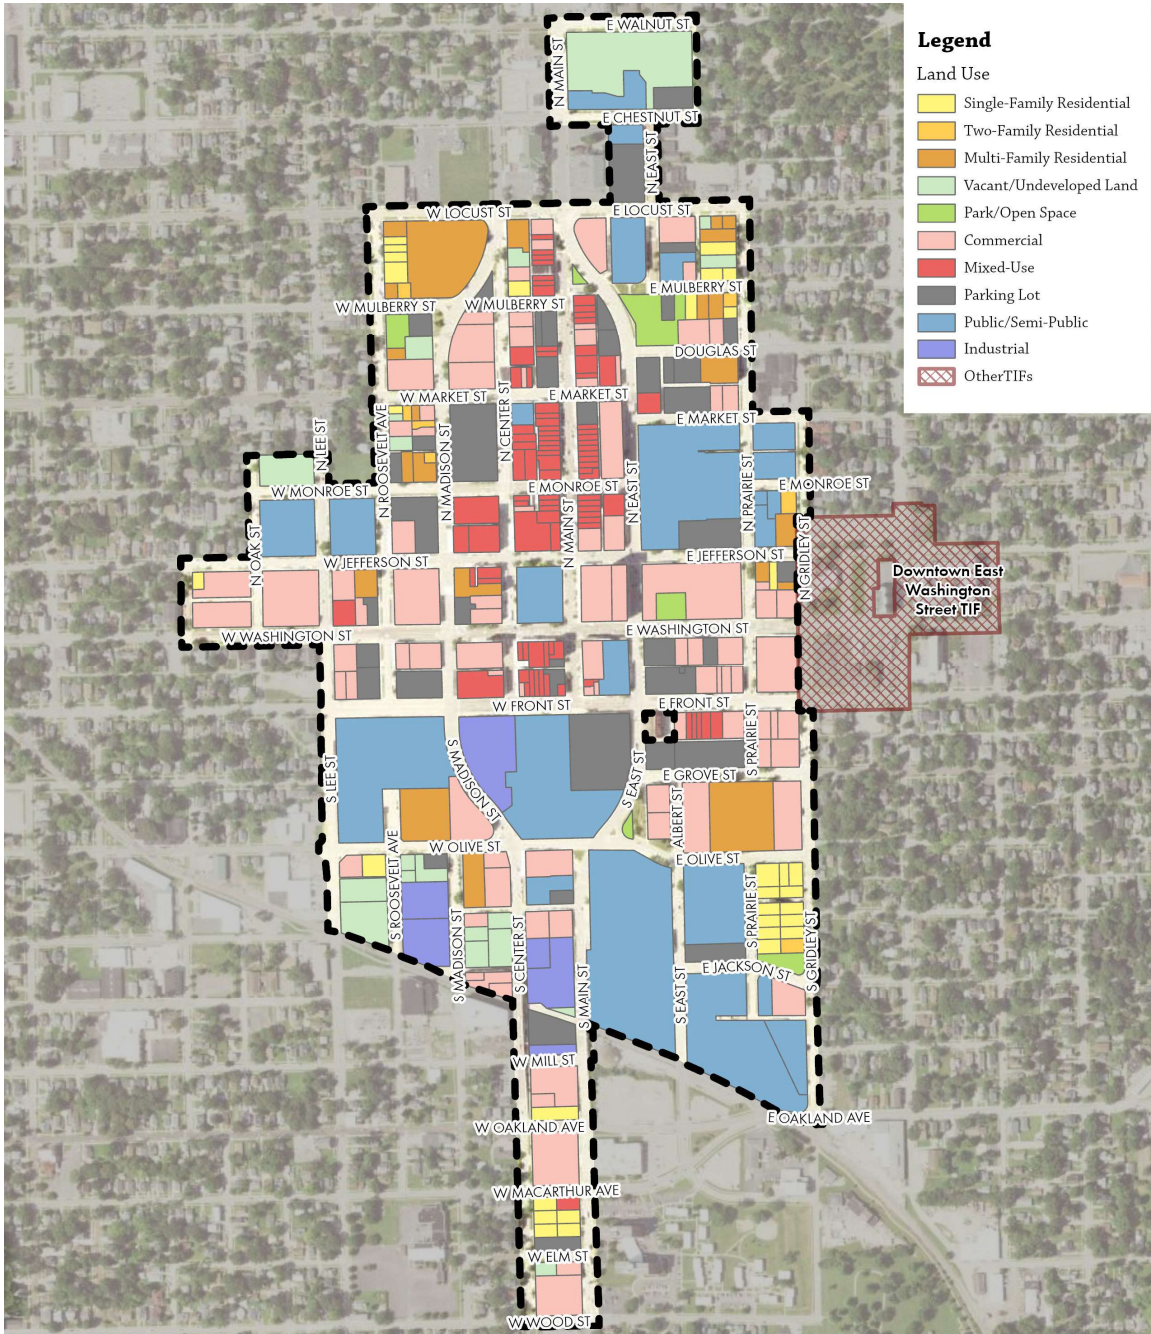 Legend
Land Use
Single-Family Residential
Two-Family Residential
Multi-Family Residential
Vacant/Undeveloped Land
Park/Open Space
Commercial
Mixed-Use
Parking Lot
Public/Semi-Public
Industrial
OtherTIFs
E WALNUT ST
N MAIN ST
E CHESTNUT ST
N EAST ST
W LOCUST ST
E LOCUST ST
E MULBERRY ST
W MULBERRY ST
W MULBERRY ST
DOUGLAS ST
W MARKET ST
E MARKET ST
E MARKET ST
N CENTER ST
N LEE ST
N ROOSEVELT AVE
N MADISON ST
N EAST ST
N PRAIRIE ST
W MONROE ST
E MONROE ST
E MONROE ST
N OAK ST
N MAIN ST
N GRIDLEY ST
W JEFFERSON ST
E JEFFERSON ST
Downtown East
Washington
Street TIF
W WASHINGTON ST
E WASHINGTON ST
W FRONT ST
E FRONT ST
S LEE ST
S MADISON ST
S EAST ST
S PRAIRIE ST
E GROVE ST
ALBERT ST
S ROOSEVELT AVE
W OLIVE ST
E OLIVE ST
S PRAIRIE ST
S GRIDLEY ST
S MADISON ST
S CENTER ST
S MAIN ST
S EAST ST
E JACKSON ST
W MILL ST
E OAKLAND AVE
W OAKLAND AVE
W MACARTHUR AVE
W ELM ST
W WOOD ST